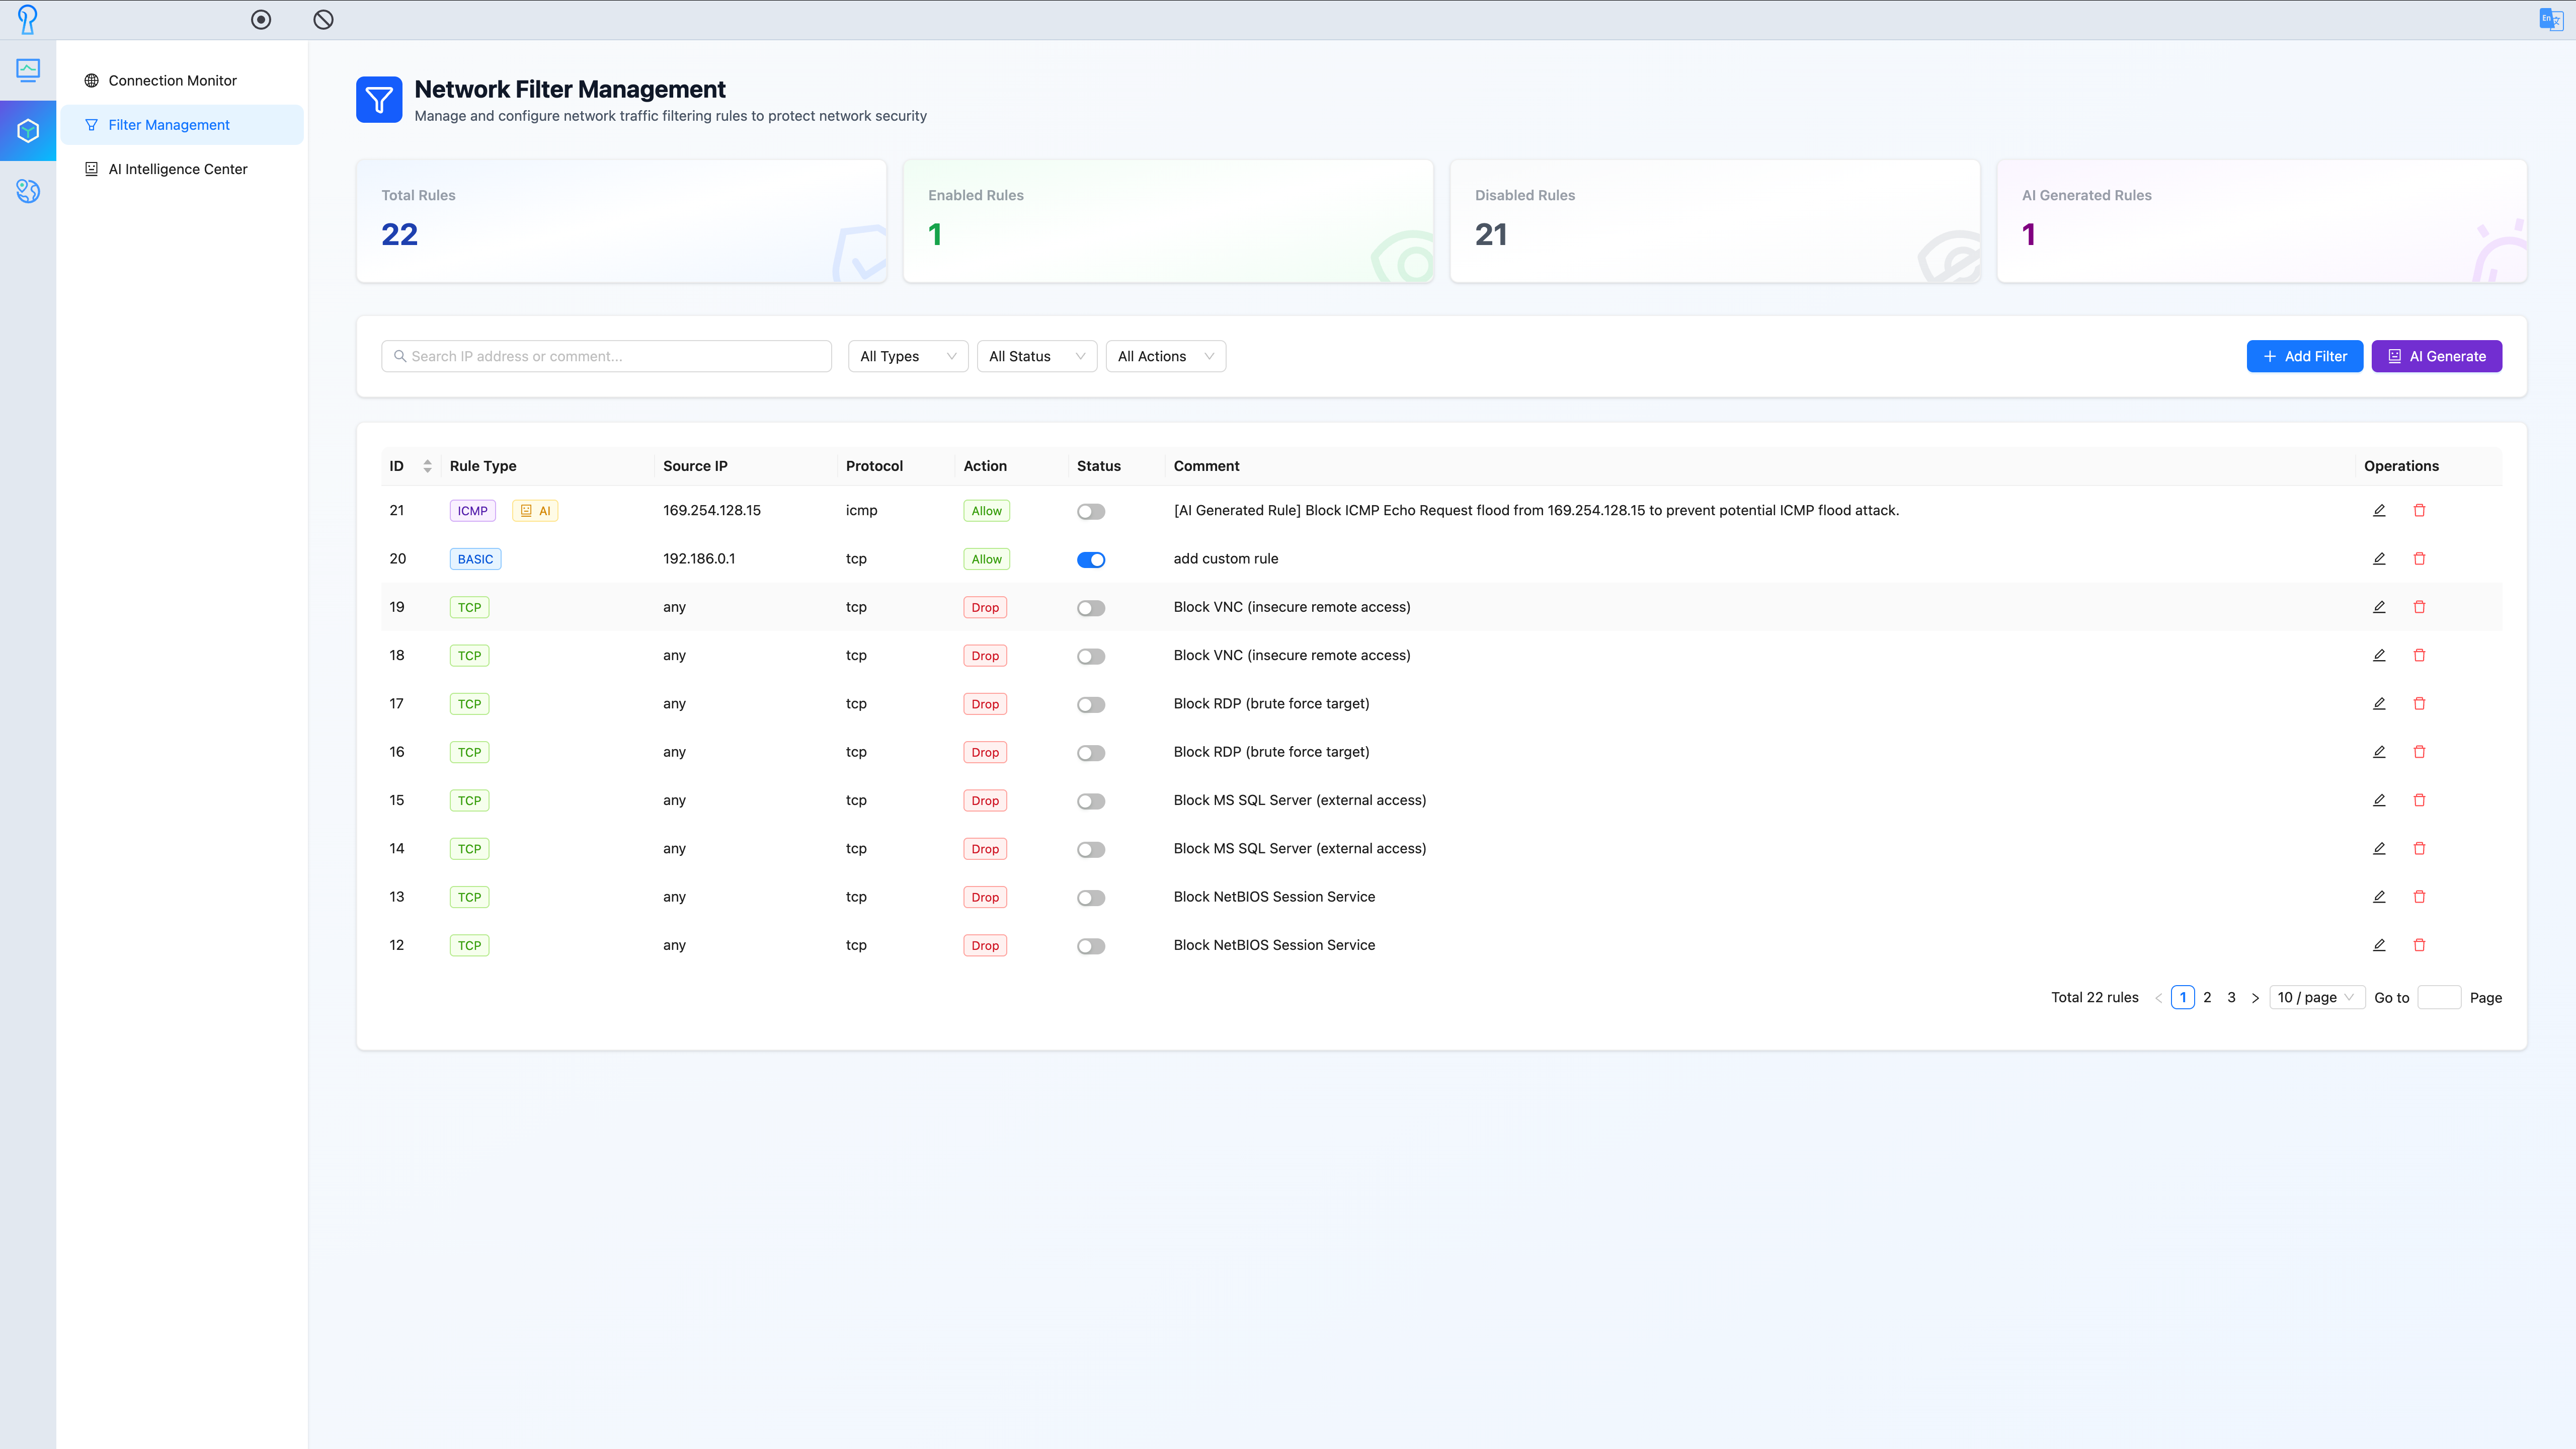 En 文
Connection Monitor
Filter Management
AI Intelligence Center
Network Filter Management
Manage and configure network traffic filtering rules to protect network security
Total Rules
22
Enabled Rules
1
Disabled Rules
21
AI Generated Rules
1
Search IP address or comment...
All Types
All Status
All Actions
Add Filter
AI Generate
ID Rule Type Source IP Protocol Action Status Comment Operations
21 ICMP AI 169.254.128.15 icmp Allow [AI Generated Rule] Block ICMP Echo Request flood from 169.254.128.15 to prevent potential ICMP flood attack.
20 BASIC 192.186.0.1 tcp Allow add custom rule
19 TCP any tcp Drop Block VNC (insecure remote access)
18 TCP any tcp Drop Block VNC (insecure remote access)
17 TCP any tcp Drop Block RDP (brute force target)
16 TCP any tcp Drop Block RDP (brute force target)
15 TCP any tcp Drop Block MS SQL Server (external access)
14 TCP any tcp Drop Block MS SQL Server (external access)
13 TCP any tcp Drop Block NetBIOS Session Service
12 TCP any tcp Drop Block NetBIOS Session Service
Total 22 rules < 1 2 3 > 10 / page Go to Page